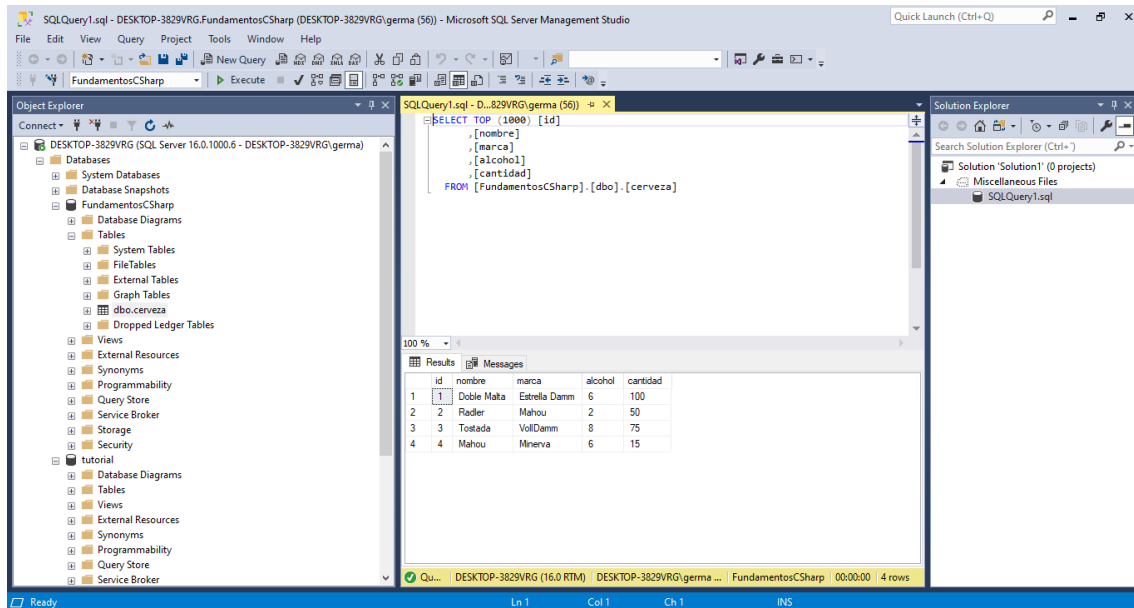 SQLQuery1.sql - DESKTOP-3829VRG.FundamentosCSharp (DESKTOP-3829VRG\germa (56)) - Microsoft SQL Server Management Studio
Quick Launch (Ctrl+Q)
File Edit View Query Project Tools Window Help
New Query
MDX DMX XMLA DAX
FundamentosCSharp
Execute
Object Explorer
Connect
DESKTOP-3829VRG (SQL Server 16.0.1000.6 - DESKTOP-3829VRG\germa)
Databases
System Databases
Database Snapshots
FundamentosCSharp
Database Diagrams
Tables
System Tables
FileTables
External Tables
Graph Tables
dbo.cerveza
Dropped Ledger Tables
Views
External Resources
Synonyms
Programmability
Query Store
Service Broker
Storage
Security
tutorial
Database Diagrams
Tables
Views
External Resources
Synonyms
Programmability
Query Store
Service Broker
SQLQuery1.sql - D...829VRG\germa (56))
SELECT TOP (1000) [id]
,[nombre]
,[marca]
,[alcohol]
,[cantidad]
FROM [FundamentosCSharp].[dbo].[cerveza]
100 %
Results Messages
id nombre marca alcohol cantidad
1 1 Doble Malta Estrella Damm 6 100
2 2 Radler Mahou 2 50
3 3 Tostada VollDamm 8 75
4 4 Mahou Minerva 6 15
Qu... DESKTOP-3829VRG (16.0 RTM) DESKTOP-3829VRG\germa ... FundamentosCSharp 00:00:00 4 rows
Solution Explorer
Search Solution Explorer (Ctrl+¨)
Solution 'Solution1' (0 projects)
Miscellaneous Files
SQLQuery1.sql
Ready Ln 1 Col 1 Ch 1 INS